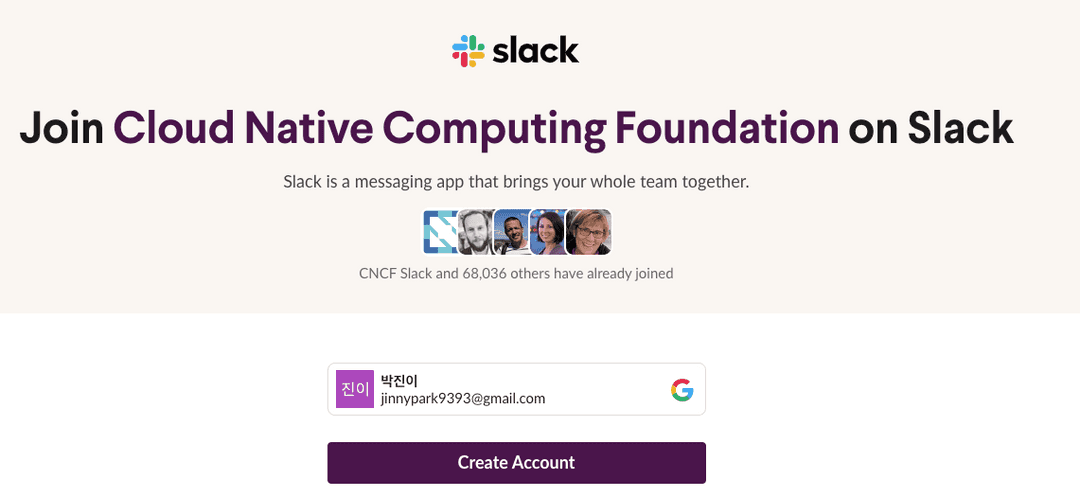 slack
Join Cloud Native Computing Foundation on Slack
Slack is a messaging app that brings your whole team together.
CNCF Slack and 68,036 others have already joined
진이
박진이
jinnypark9393@gmail.com
Create Account